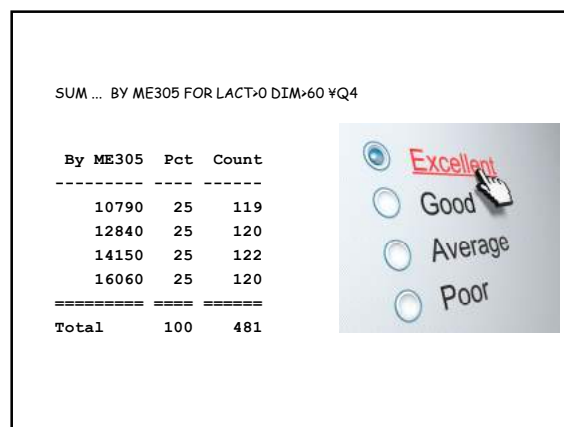 SUM ... BY ME305 FOR LACT>0 DIM>60 ¥Q4
By ME305 Pct Count
--------- ---- ------
10790 25 119
12840 25 120
14150 25 122
16060 25 120
========= ==== ======
Total 100 481
Excellent
Good
Average
Poor